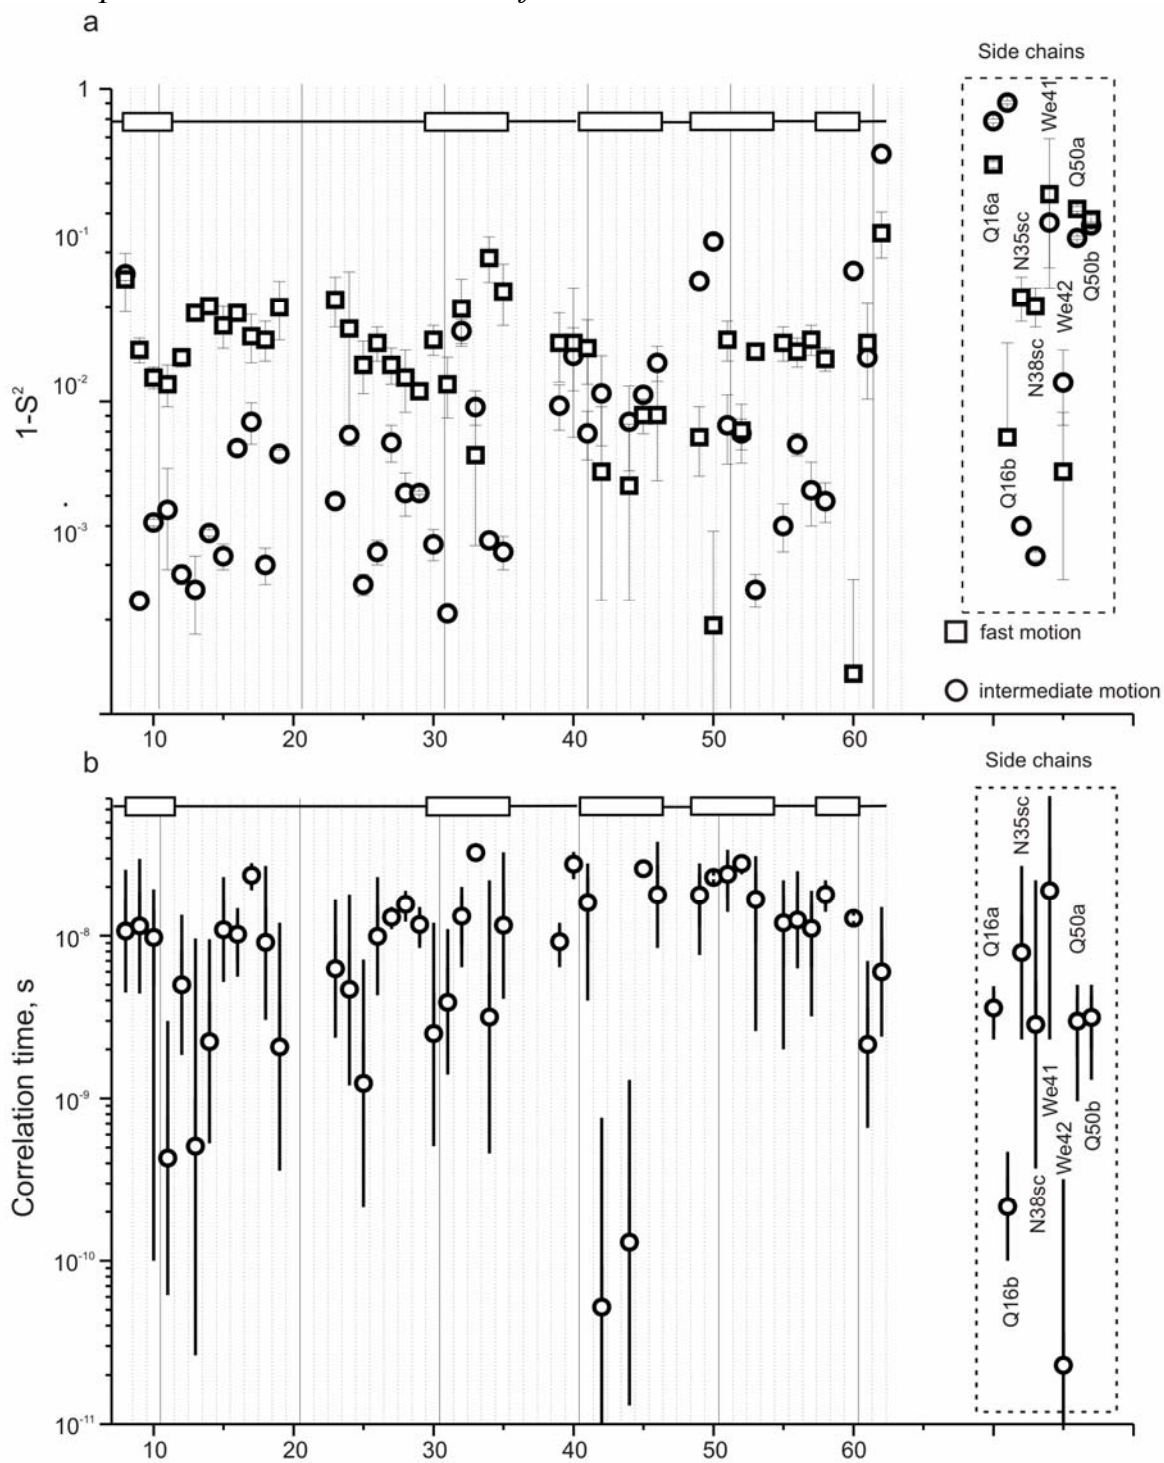 a
Side chains
1
We41
Q50a
10-1
Q16a
N35sc
Q50b
We42
N38sc
10-2
1-S2
Q16b
10-3
fast motion
intermediate motion
10 20 30 40 50 60
b
Side chains
N35sc
Q16a
Q50a
10-8
Correlation time, s
10-9
We41
Q50b
We42
N38sc
10-10
Q16b
10-11
10 20 30 40 50 60